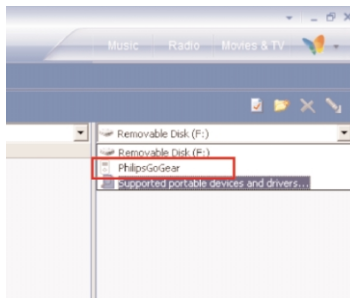 Music Radio Movies & TV
Removable Disk (F:)
Removable Disk (F:)
PhilipsGoGear
Supported portable devices and drivers...